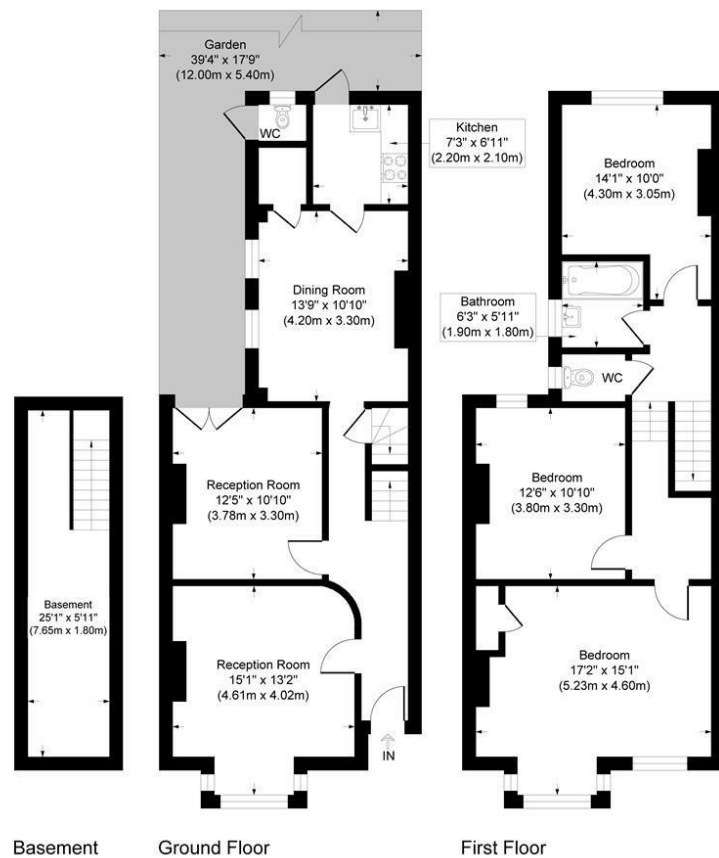 Garden
39'4" x 17'9"
(12.00m x 5.40m)
WC
Kitchen
7'3" x 6'11"
(2.20m x 2.10m)
Dining Room
13'9" x 10'10"
(4.20m x 3.30m)
Reception Room
12'5" x 10'10"
(3.78m x 3.30m)
Reception Room
15'1" x 13'2"
(4.61m x 4.02m)
IN
Basement
25'1" x 5'11"
(7.65m x 1.80m)
Bedroom
14'1" x 10'0"
(4.30m x 3.05m)
Bathroom
6'3" x 5'11"
(1.90m x 1.80m)
WC
Bedroom
12'6" x 10'10"
(3.80m x 3.30m)
Bedroom
17'2" x 15'1"
(5.23m x 4.60m)
Basement
Ground Floor
First Floor